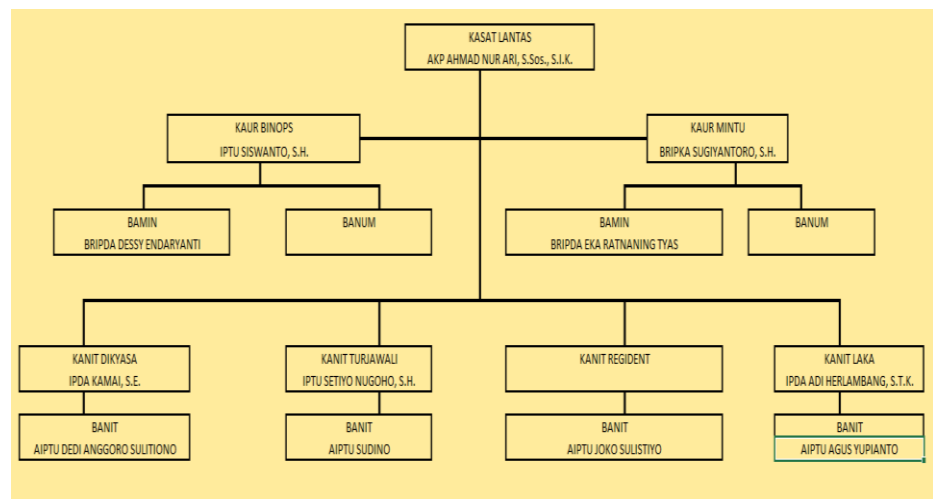 KASAT LANTAS
AKP AHMAD NUR ARI, S.Sos., S.I.K.
KAUR BINOPS
IPTU SISWANTO, S.H.
KAUR MINTU
BRIPKA SUGIYANTORO, S.H.
BAMIN
BRIPDA DESSY ENDARYANTI
BANUM
BAMIN
BRIPDA EKA RATNANING TYAS
BANUM
KANIT DIKYASA
IPDA KAMAI, S.E.
KANIT TURJAWALI
IPTU SETIYO NUGOHO, S.H.
KANIT REGIDENT
KANIT LAKA
IPDA ADI HERLAMBANG, S.T.K.
BANIT
AIPTU DEDI ANGGORO SULITIONO
BANIT
AIPTU SUDINO
BANIT
AIPTU JOKO SULISTIYO
BANIT
AIPTU AGUS YUPIANTO